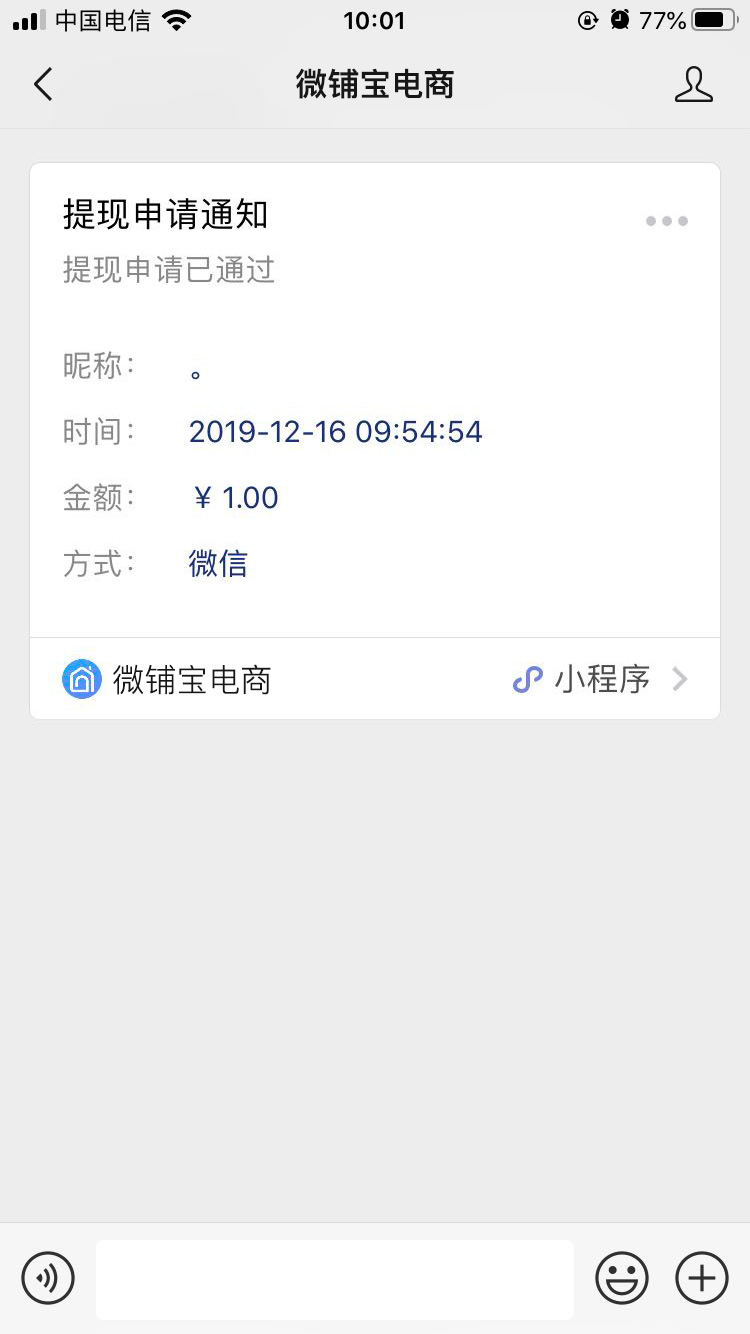 中国电信 10:01 77%
微铺宝电商
提现申请通知
提现申请已通过
昵称： 。
时间： 2019-12-16 09:54:54
金额： ￥ 1.00
方式： 微信
微铺宝电商 小程序